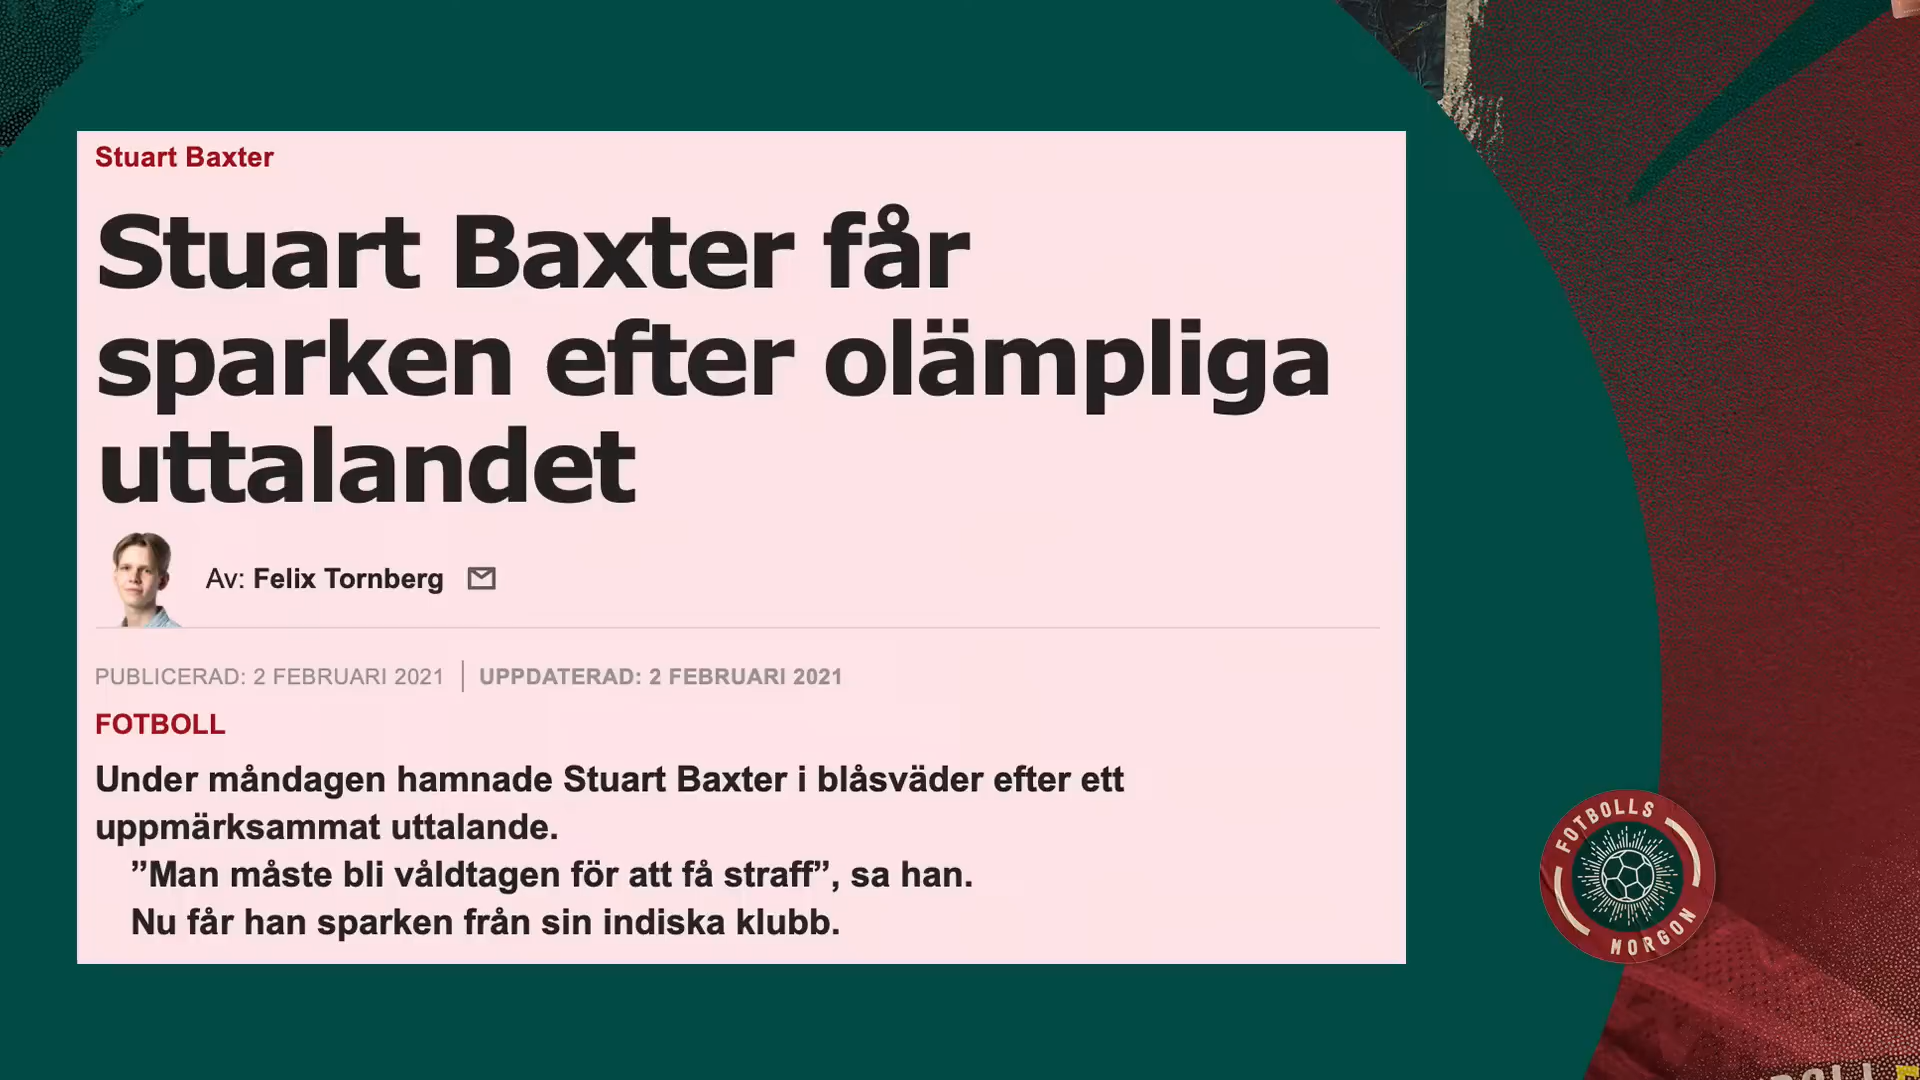 Stuart Baxter
Stuart Baxter får
sparken efter olämpliga
uttalandet
Av: Felix Tornberg
PUBLICERAD: 2 FEBRUARI 2021 | UPPDATERAD: 2 FEBRUARI 2021
FOTBOLL
Under måndagen hamnade Stuart Baxter i blåsväder efter ett
uppmärksammat uttalande.
”Man måste bli våldtagen för att få straff”, sa han.
Nu får han sparken från sin indiska klubb.
FOTBOLLS
MORGON